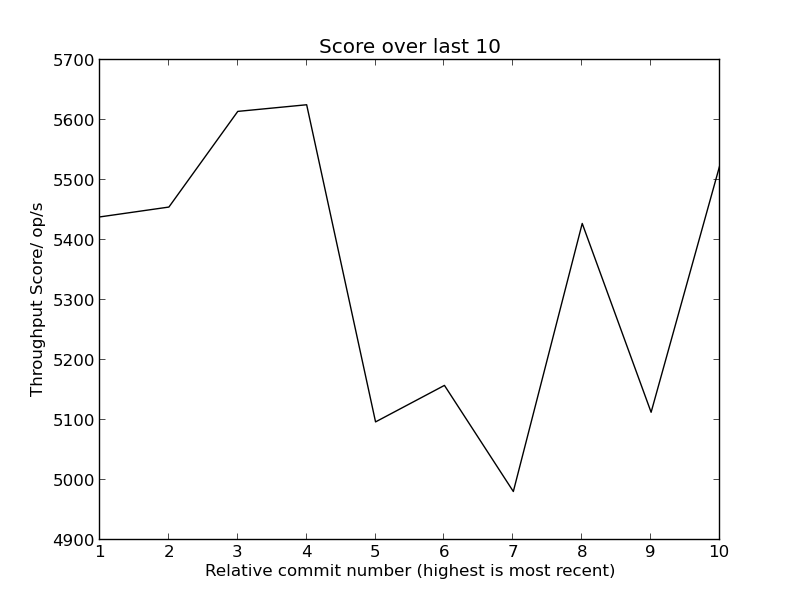 Score over last 10
5700
5600
5500
5400
5300
5200
5100
5000
4900
Throughput Score/ op/s
1 2 3 4 5 6 7 8 9 10
Relative commit number (highest is most recent)